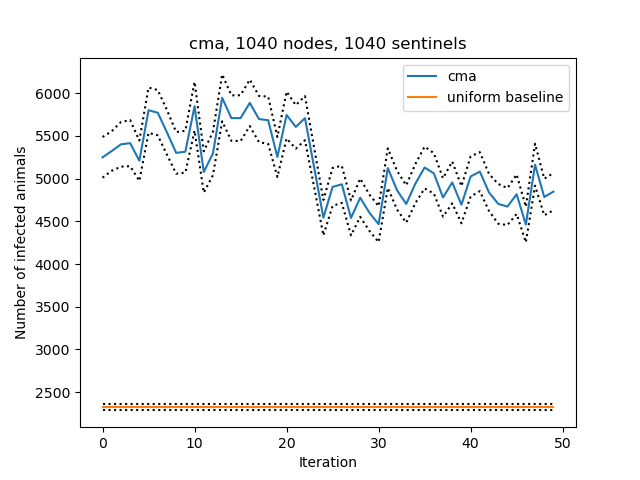 cma, 1040 nodes, 1040 sentinels
cma
uniform baseline
Number of infected animals
6000
5500
5000
4500
4000
3500
3000
2500
0 10 20 30 40 50
Iteration